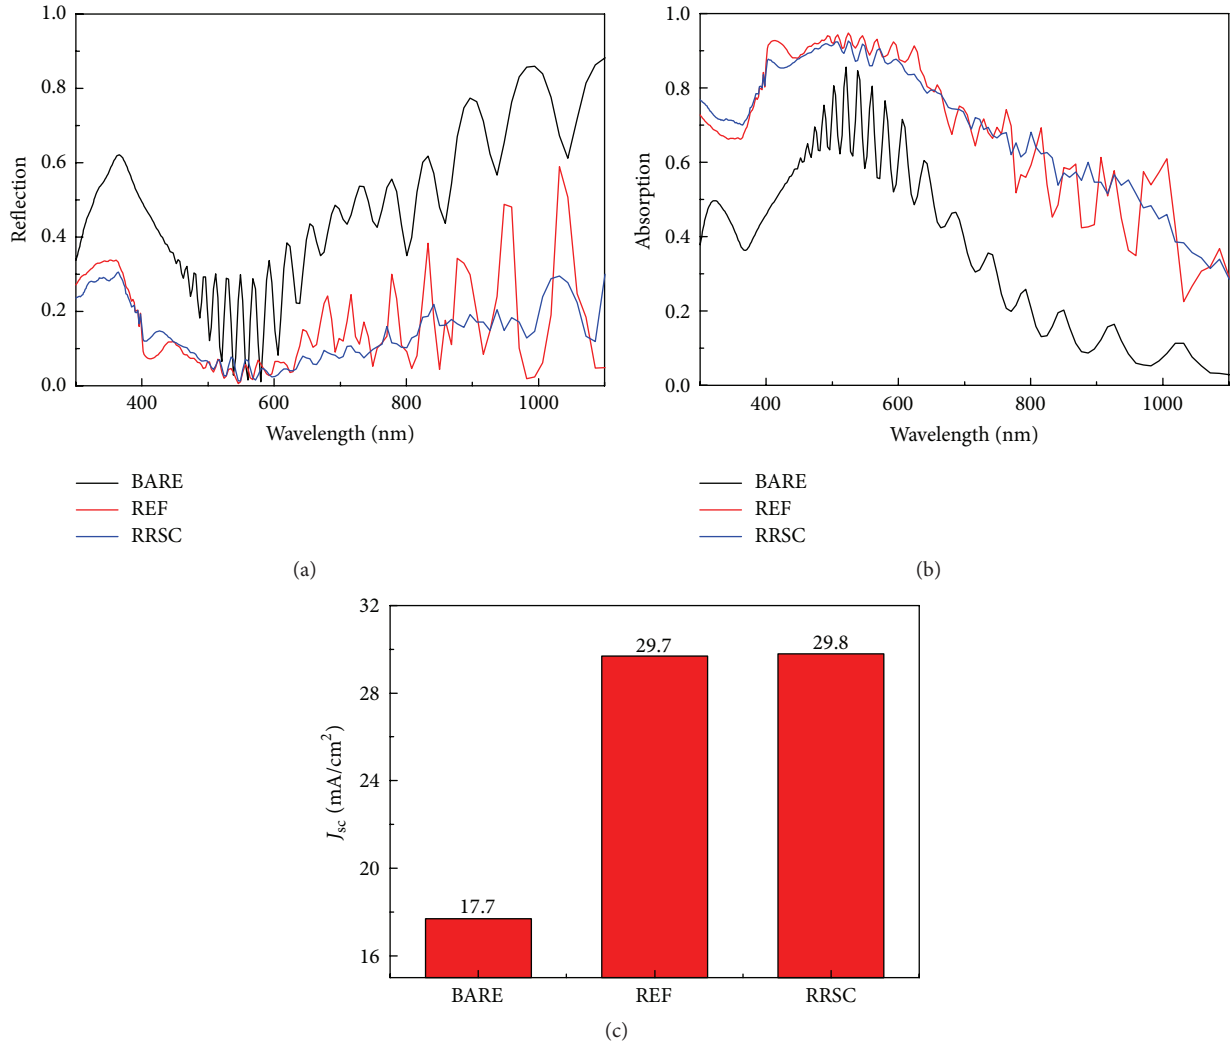 1.0
0.8
0.6
0.4
0.2
0.0
Reflection
400
600
800
1000
Wavelength (nm)
BARE
REF
RRSC
(a)
1.0
0.8
0.6
0.4
0.2
0.0
Absorption
400
600
800
1000
Wavelength (nm)
BARE
REF
RRSC
(b)
32
28
24
20
16
J_sc (mA/cm²)
17.7
29.7
29.8
BARE
REF
RRSC
(c)